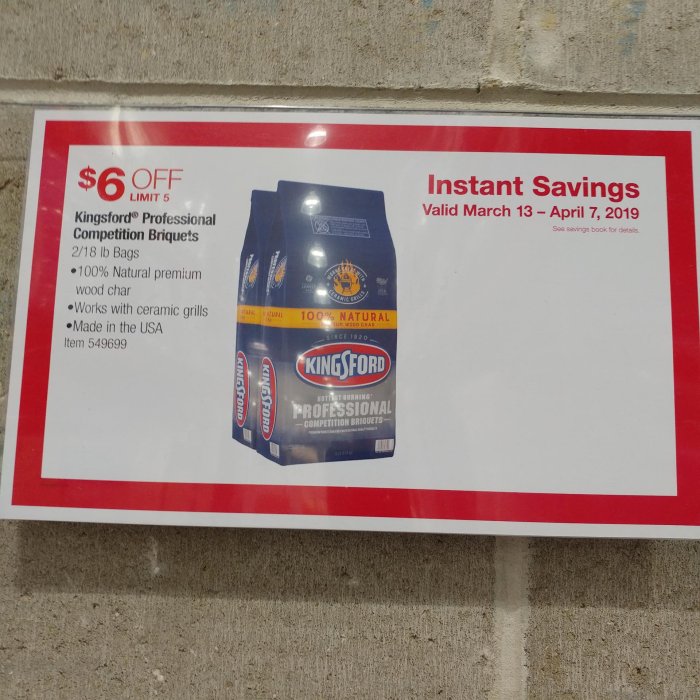 $6 OFF
LIMIT 5
Kingsford® Professional
Competition Briquets
2/18 lb Bags
•100% Natural premium
wood char
•Works with ceramic grills
•Made in the USA
Item 549699
Instant Savings
Valid March 13 – April 7, 2019
See savings book for details.
CERAMIC GRILLS
100% NATURAL
SINCE 1920
KINGSFORD
PROFESSIONAL
COMPETITION BRIQUETS
KINGSFORD
KINGSFORD